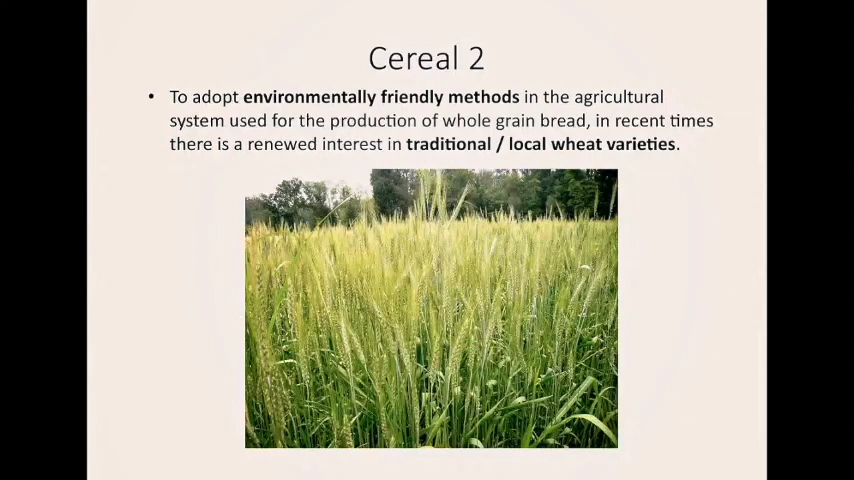 Cereal 2
• To adopt environmentally friendly methods in the agricultural
system used for the production of whole grain bread, in recent times
there is a renewed interest in traditional / local wheat varieties.